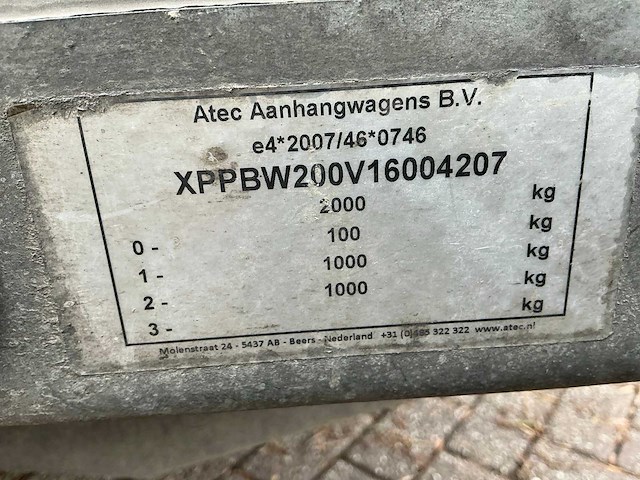 Atec Aanhangwagens B.V.
e4*2007/46*0746
XPPBW200V16004207
2000 kg
0 - 100 kg
1 - 1000 kg
2 - 1000 kg
3 - kg
Molenstraat 24 - 5437 AB - Beers - Nederland +31 (0)485 322 322 www.atec.nl